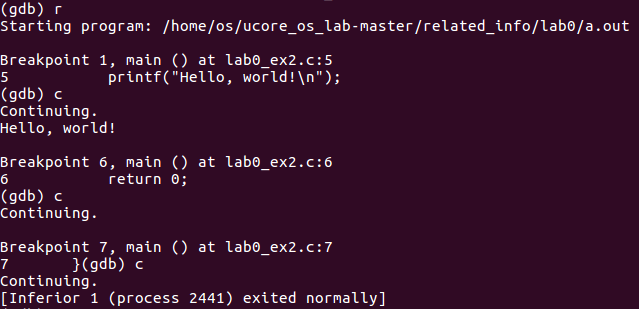 (gdb) r
Starting program: /home/os/ucore_os_lab-master/related_info/lab0/a.out

Breakpoint 1, main () at lab0_ex2.c:5
5           printf("Hello, world!\n");
(gdb) c
Continuing.
Hello, world!

Breakpoint 6, main () at lab0_ex2.c:6
6           return 0;
(gdb) c
Continuing.

Breakpoint 7, main () at lab0_ex2.c:7
7       }(gdb) c
Continuing.
[Inferior 1 (process 2441) exited normally]